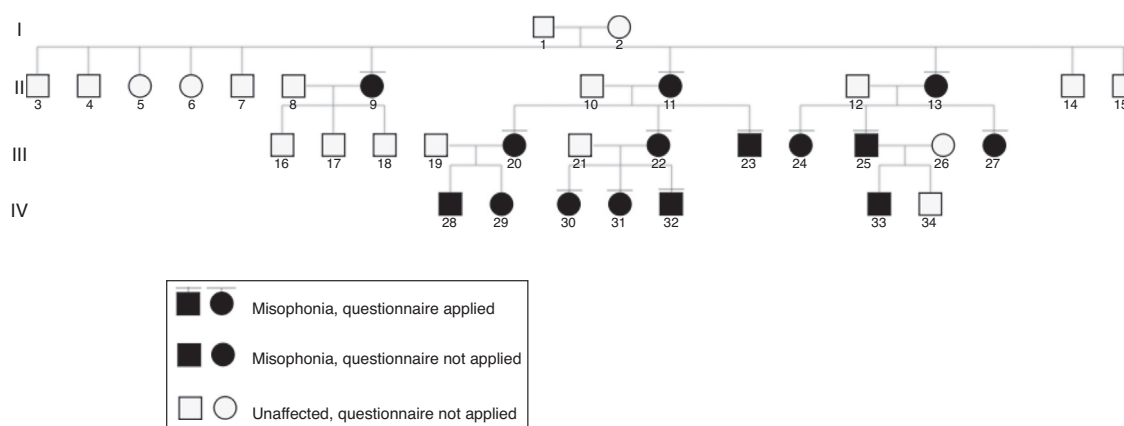 I
1 2
II
3 4 5 6 7 8 9 10 11 12 13 14 15
III
16 17 18 19 20 21 22 23 24 25 26 27
IV
28 29 30 31 32 33 34
Misophonia, questionnaire applied
Misophonia, questionnaire not applied
Unaffected, questionnaire not applied